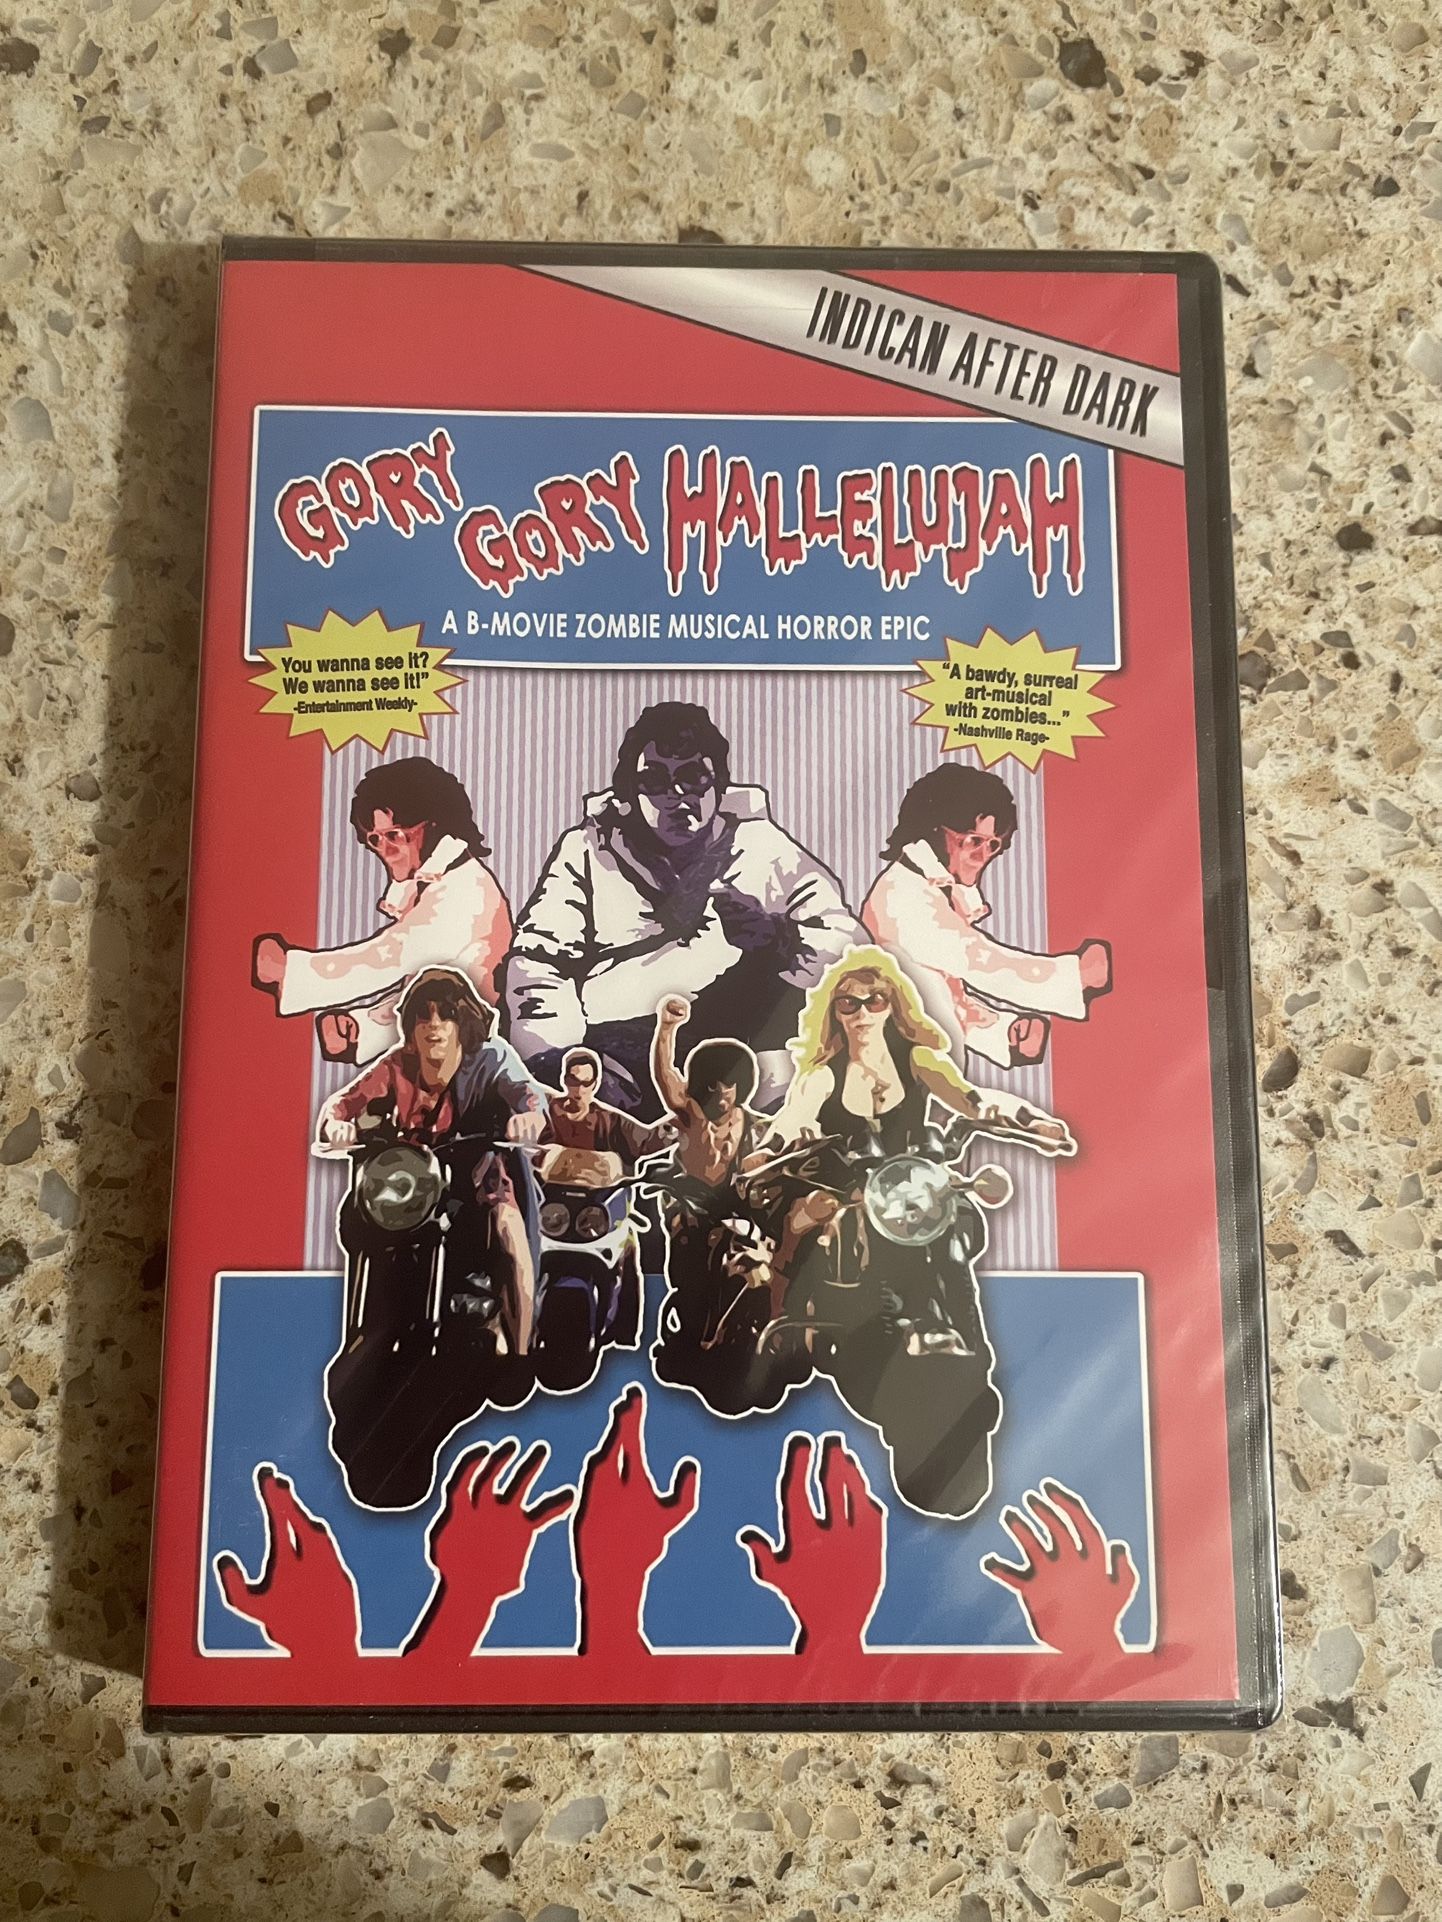 INDICAN AFTER DARK
GORY GORY HALLELUJAH
A B-MOVIE ZOMBIE MUSICAL HORROR EPIC
You wanna see it?
We wanna see it!"
-Entertainment Weekly-
"A bawdy, surreal
art-musical
with zombies..."
-Nashville Rage-